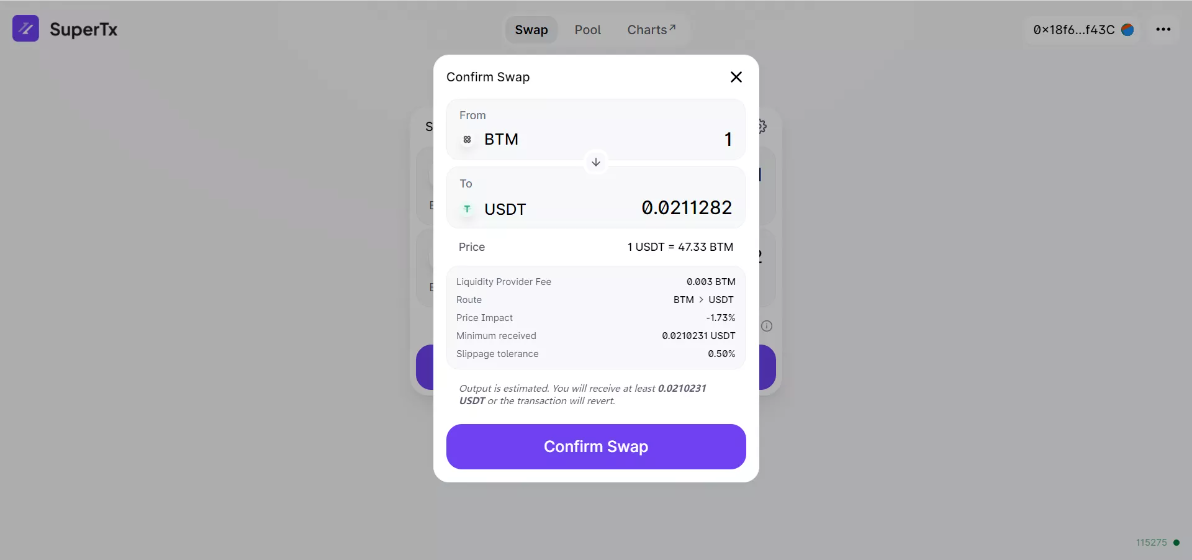 SuperTx
Swap Pool Charts↗
0x18f6...f43C
Confirm Swap
From
BTM 1
To
USDT 0.0211282
Price 1 USDT = 47.33 BTM
Liquidity Provider Fee 0.003 BTM
Route BTM > USDT
Price Impact -1.73%
Minimum received 0.0210231 USDT
Slippage tolerance 0.50%
Output is estimated. You will receive at least 0.0210231
USDT or the transaction will revert.
Confirm Swap
115275